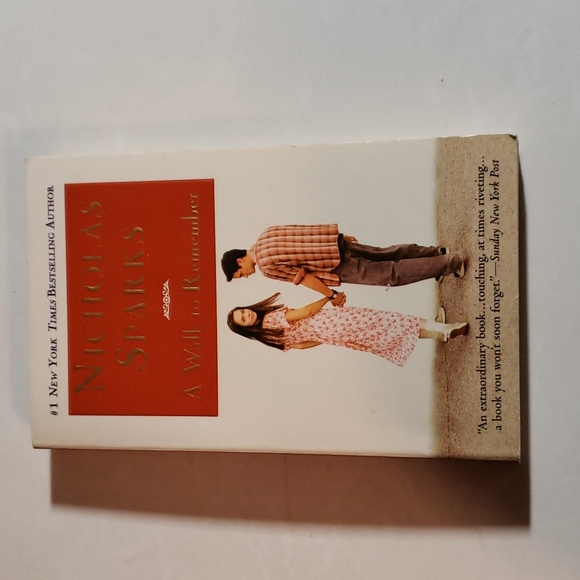 #1 NEW YORK TIMES BESTSELLING AUTHOR
NICHOLAS
SPARKS
A Walk to Remember
"An extraordinary book...touching, at times riveting...
a book you won't soon forget."—Sunday New York Post